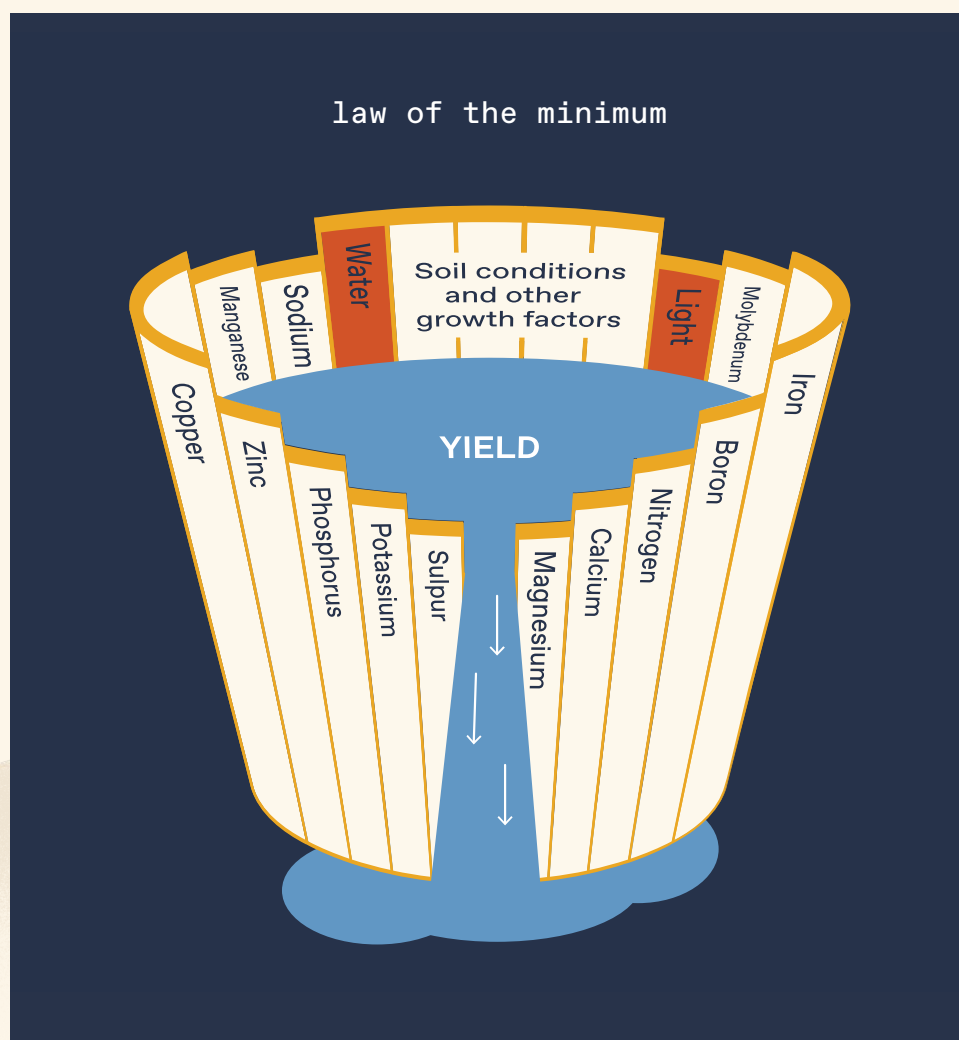 law of the minimum
Water
Soil conditions
and other
growth factors
Light
Manganese
Sodium
Molybdenum
Iron
Copper
Zinc
YIELD
Boron
Phosphorus
Nitrogen
Potassium
Calcium
Sulpur
Magnesium